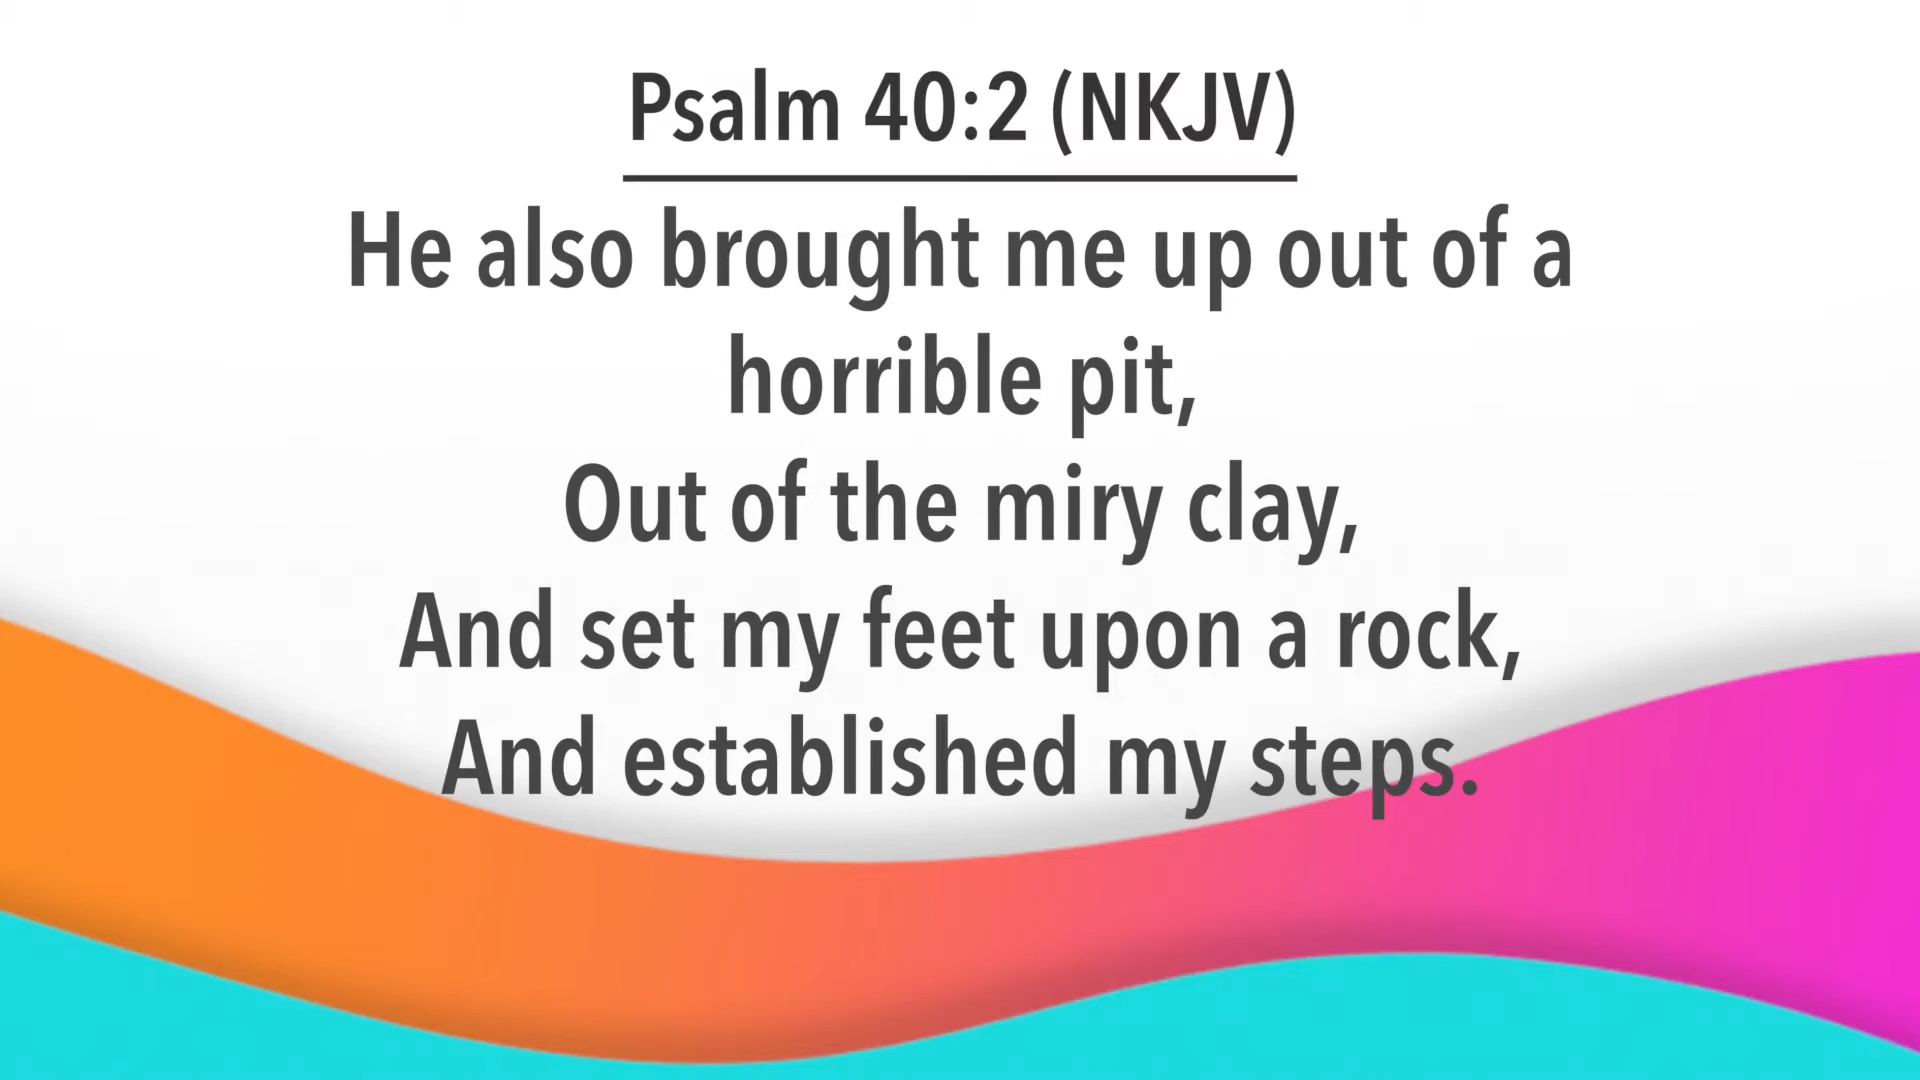 Psalm 40:2 (NKJV)
He also brought me up out of a
horrible pit,
Out of the miry clay,
And set my feet upon a rock,
And established my steps.